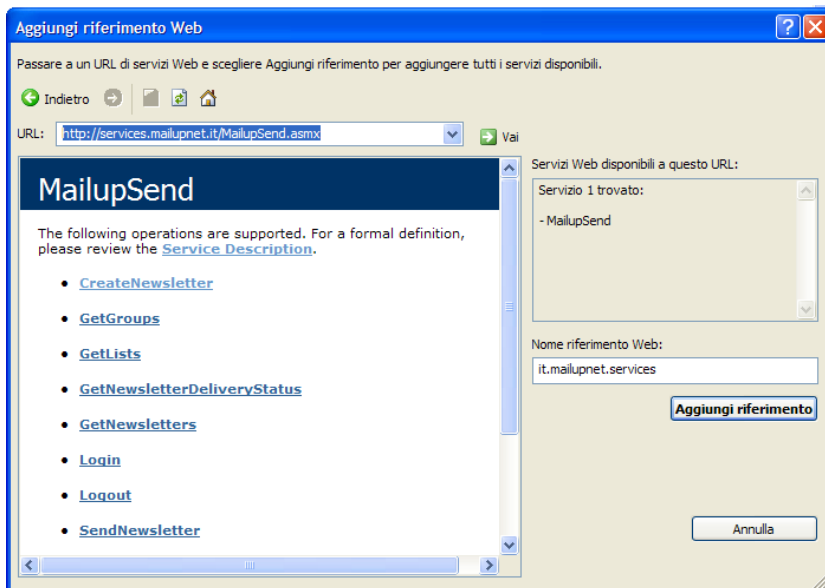 Aggiungi riferimento Web
Passare a un URL di servizi Web e scegliere Aggiungi riferimento per aggiungere tutti i servizi disponibili.
Indietro
URL: http://services.mailupnet.it/MailupSend.asmx Vai
MailupSend
The following operations are supported. For a formal definition,
please review the Service Description.
• CreateNewsletter
• GetGroups
• GetLists
• GetNewsletterDeliveryStatus
• GetNewsletters
• Login
• Logout
• SendNewsletter
Servizi Web disponibili a questo URL:
Servizio 1 trovato:
- MailupSend
Nome riferimento Web:
it.mailupnet.services
Aggiungi riferimento
Annulla